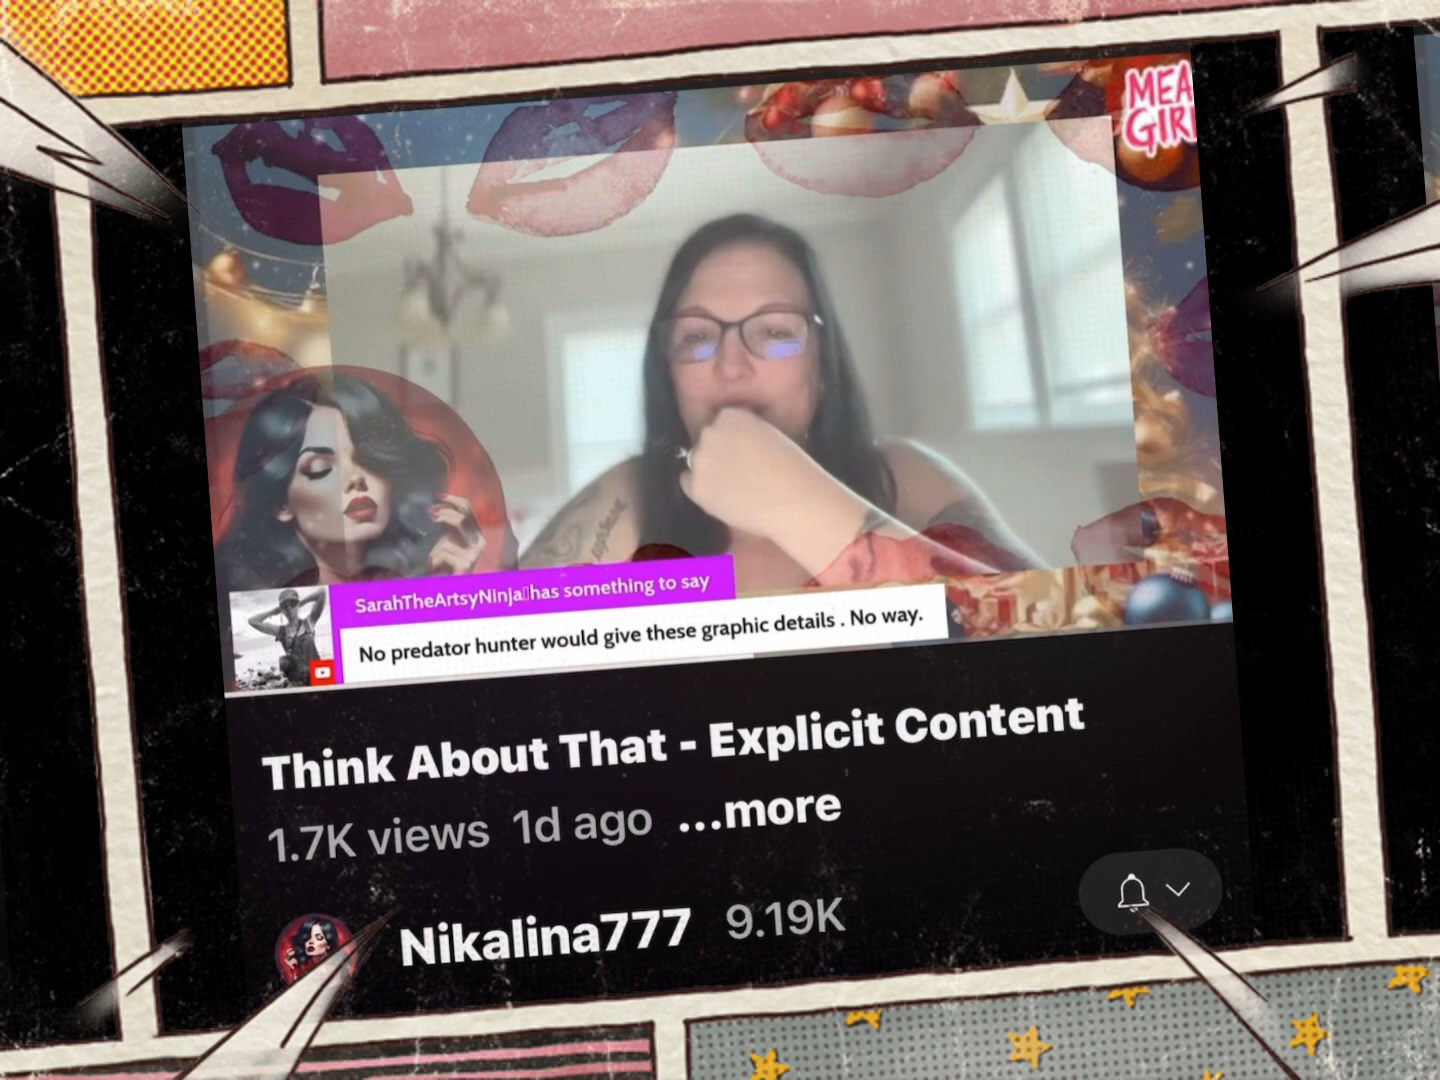 MEA
GIRL
SarahTheArtsyNinja has something to say
No predator hunter would give these graphic details . No way.
Think About That - Explicit Content
1.7K views 1d ago ...more
Nikalina777 9.19K